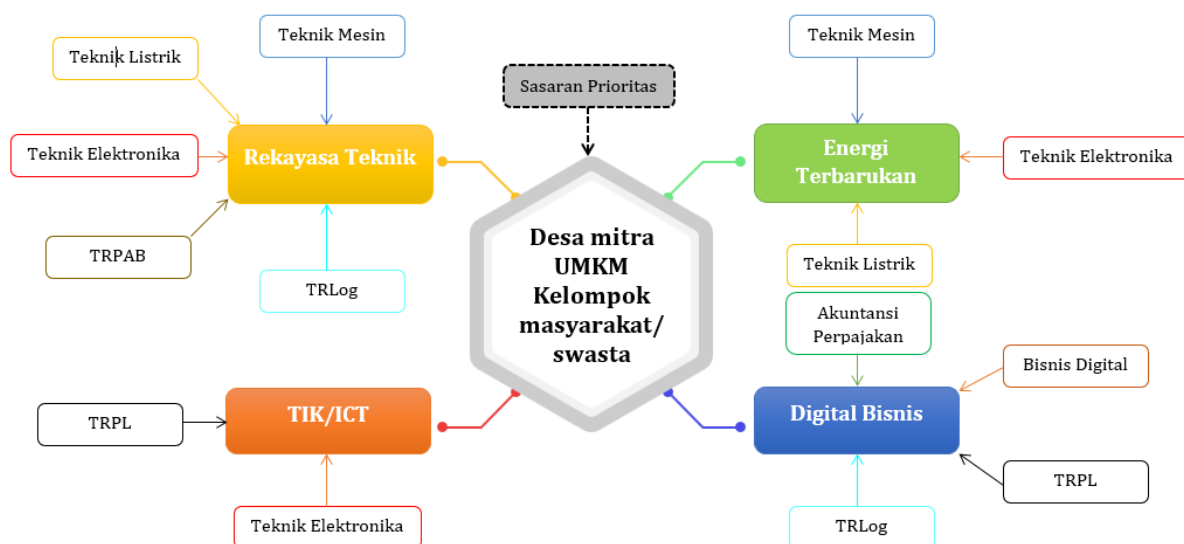 Teknik Mesin
Teknik Listrik
Teknik Elektronika
Rekayasa Teknik
TRPAB
TRLog
Sasaran Prioritas
Desa mitra
UMKM
Kelompok
masyarakat/
swasta
Teknik Mesin
Energi
Terbarukan
Teknik Elektronika
Teknik Listrik
TRPL
TIK/ICT
Teknik Elektronika
Akuntansi
Perpajakan
Bisnis Digital
Digital Bisnis
TRPL
TRLog